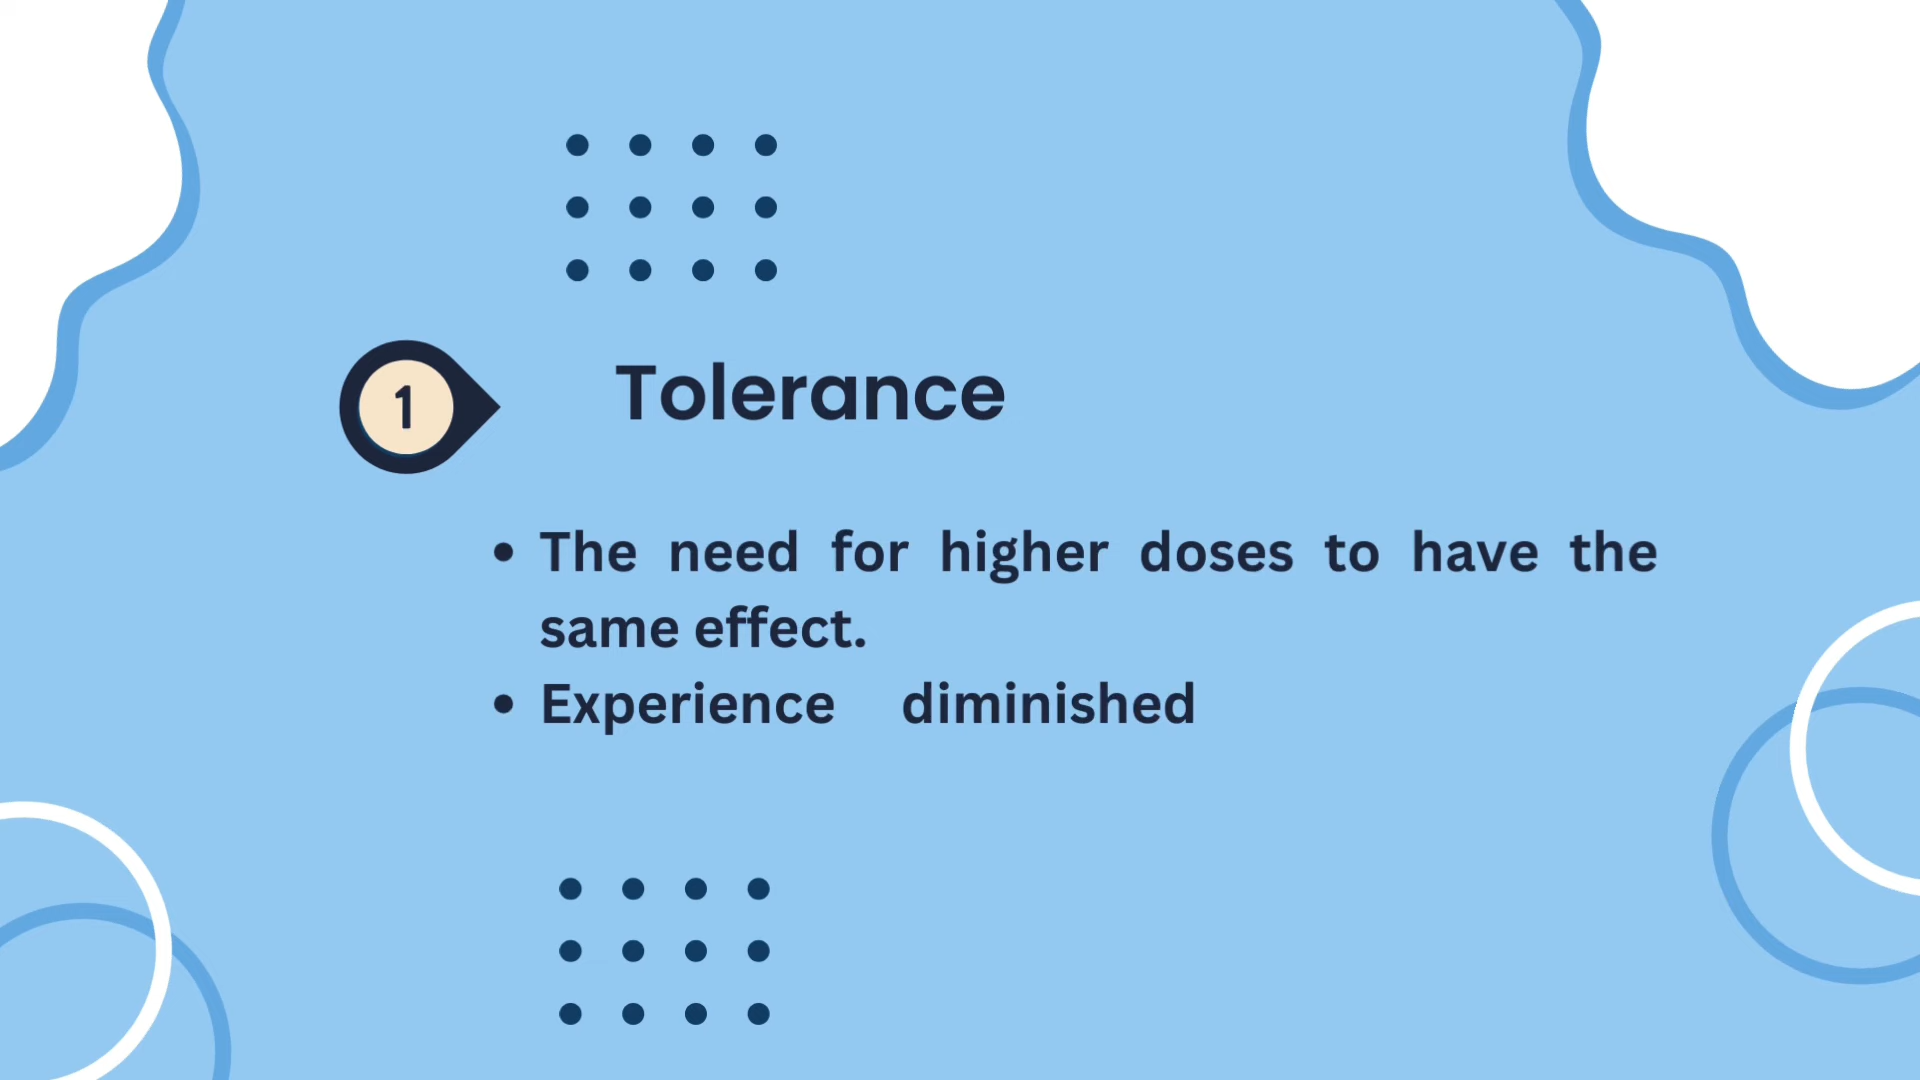 1
Tolerance
• The need for higher doses to have the
same effect.
• Experience diminished